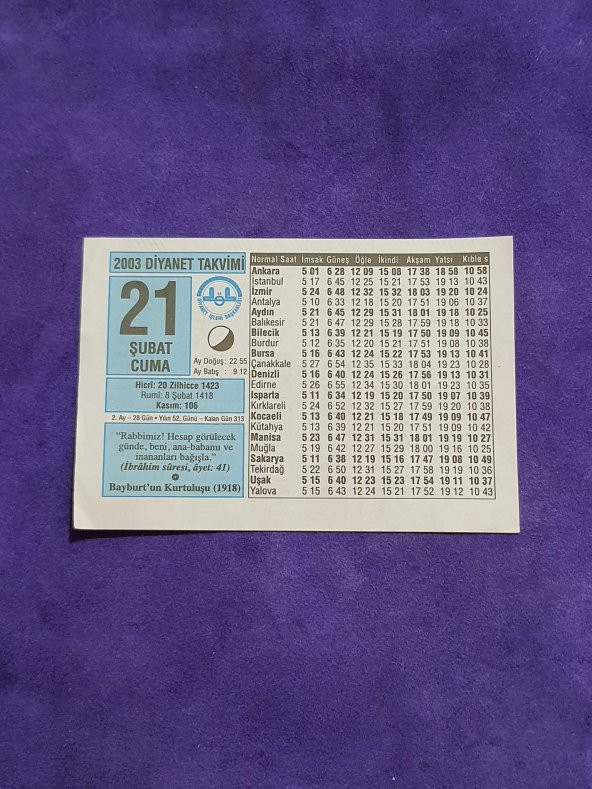 2003 DİYANET TAKVİMİ
21
ŞUBAT
CUMA
DİYANET İŞLERİ BAŞKANLIĞI
Ay Doğuş: 22 55
Ay Batış : 9 12
Hicrî: 20 Zilhicce 1423
Rumî: 8 Şubat 1418
Kasım: 106
2. Ay – 28 Gün • Yılın 52. Günü – Kalan Gün 313
“Rabbimiz! Hesap görülecek
günde, beni, ana-babamı ve
inananları bağışla.”
(İbrâhim sûresi, âyet: 41)
Bayburt'un Kurtuluşu (1918)
Normal Saat İmsak Güneş Öğle İkindi Akşam Yatsı Kıble s
Ankara 5 01 6 28 12 09 15 08 17 38 18 58 10 58
İstanbul 5 17 6 45 12 25 15 21 17 53 19 13 10 43
İzmir 5 24 6 48 12 32 15 32 18 03 19 20 10 24
Antalya 5 10 6 33 12 18 15 20 17 51 19 06 10 37
Aydın 5 21 6 45 12 29 15 31 18 01 19 18 10 25
Balıkesir 5 21 6 47 12 29 15 28 17 59 19 18 10 33
Bilecik 5 13 6 39 12 21 15 19 17 50 19 09 10 45
Burdur 5 12 6 35 12 20 15 21 17 51 19 08 10 38
Bursa 5 16 6 43 12 24 15 22 17 53 19 13 10 41
Çanakkale 5 27 6 54 12 35 15 33 18 04 19 23 10 28
Denizli 5 16 6 40 12 24 15 26 17 56 19 13 10 31
Edirne 5 26 6 55 12 34 15 30 18 01 19 23 10 35
Isparta 5 11 6 34 12 19 15 20 17 50 19 07 10 39
Kırklareli 5 24 6 52 12 32 15 27 17 59 19 20 10 37
Kocaeli 5 13 6 40 12 21 15 18 17 49 19 09 10 47
Kütahya 5 13 6 39 12 21 15 20 17 51 19 09 10 42
Manisa 5 23 6 47 12 31 15 31 18 01 19 19 10 27
Muğla 5 19 6 42 12 27 15 29 18 00 19 16 10 25
Sakarya 5 11 6 38 12 19 15 16 17 47 19 08 10 49
Tekirdağ 5 22 6 50 12 31 15 27 17 58 19 19 10 36
Uşak 5 15 6 40 12 23 15 23 17 54 19 11 10 37
Yalova 5 15 6 43 12 24 15 21 17 52 19 12 10 43